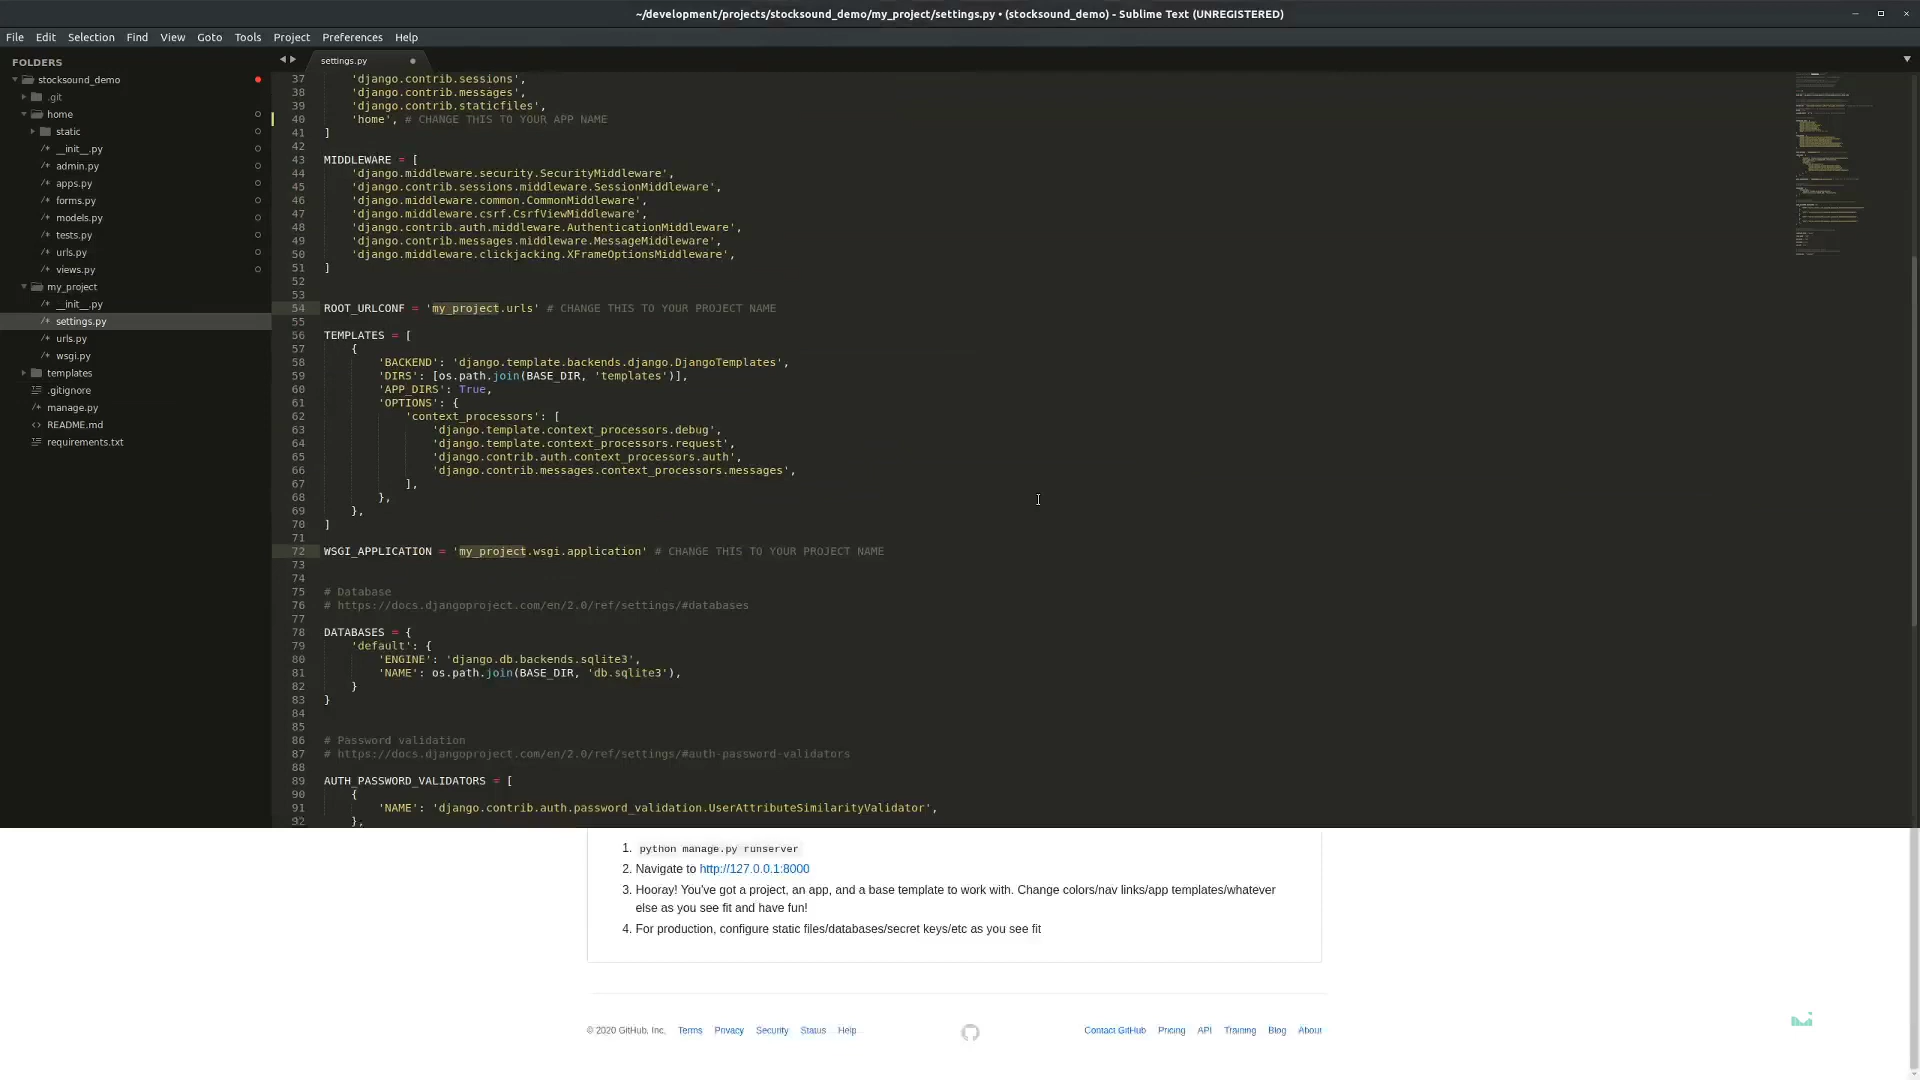 ~/development/projects/stocksound_demo/my_project/settings.py • (stocksound_demo) - Sublime Text (UNREGISTERED)
File Edit Selection Find View Goto Tools Project Preferences Help
FOLDERS
stocksound_demo
.git
home
static
__init__.py
admin.py
apps.py
forms.py
models.py
tests.py
urls.py
views.py
my_project
__init__.py
settings.py
urls.py
wsgi.py
templates
.gitignore
manage.py
README.md
requirements.txt
settings.py
37 'django.contrib.sessions',
38 'django.contrib.messages',
39 'django.contrib.staticfiles',
40 'home', # CHANGE THIS TO YOUR APP NAME
41 ]
42
43 MIDDLEWARE = [
44 'django.middleware.security.SecurityMiddleware',
45 'django.contrib.sessions.middleware.SessionMiddleware',
46 'django.middleware.common.CommonMiddleware',
47 'django.middleware.csrf.CsrfViewMiddleware',
48 'django.contrib.auth.middleware.AuthenticationMiddleware',
49 'django.contrib.messages.middleware.MessageMiddleware',
50 'django.middleware.clickjacking.XFrameOptionsMiddleware',
51 ]
52
53
54 ROOT_URLCONF = 'my_project.urls' # CHANGE THIS TO YOUR PROJECT NAME
55
56 TEMPLATES = [
57 {
58 'BACKEND': 'django.template.backends.django.DjangoTemplates',
59 'DIRS': [os.path.join(BASE_DIR, 'templates')],
60 'APP_DIRS': True,
61 'OPTIONS': {
62 'context_processors': [
63 'django.template.context_processors.debug',
64 'django.template.context_processors.request',
65 'django.contrib.auth.context_processors.auth',
66 'django.contrib.messages.context_processors.messages',
67 ],
68 },
69 },
70 ]
71
72 WSGI_APPLICATION = 'my_project.wsgi.application' # CHANGE THIS TO YOUR PROJECT NAME
73
74
75 # Database
76 # https://docs.djangoproject.com/en/2.0/ref/settings/#databases
77
78 DATABASES = {
79 'default': {
80 'ENGINE': 'django.db.backends.sqlite3',
81 'NAME': os.path.join(BASE_DIR, 'db.sqlite3'),
82 }
83 }
84
85
86 # Password validation
87 # https://docs.djangoproject.com/en/2.0/ref/settings/#auth-password-validators
88
89 AUTH_PASSWORD_VALIDATORS = [
90 {
91 'NAME': 'django.contrib.auth.password_validation.UserAttributeSimilarityValidator',
92 },
1. python manage.py runserver
2. Navigate to http://127.0.0.1:8000
3. Hooray! You've got a project, an app, and a base template to work with. Change colors/nav links/app templates/whatever
else as you see fit and have fun!
4. For production, configure static files/databases/secret keys/etc as you see fit
© 2020 GitHub, Inc. Terms Privacy Security Status Help Contact GitHub Pricing API Training Blog About